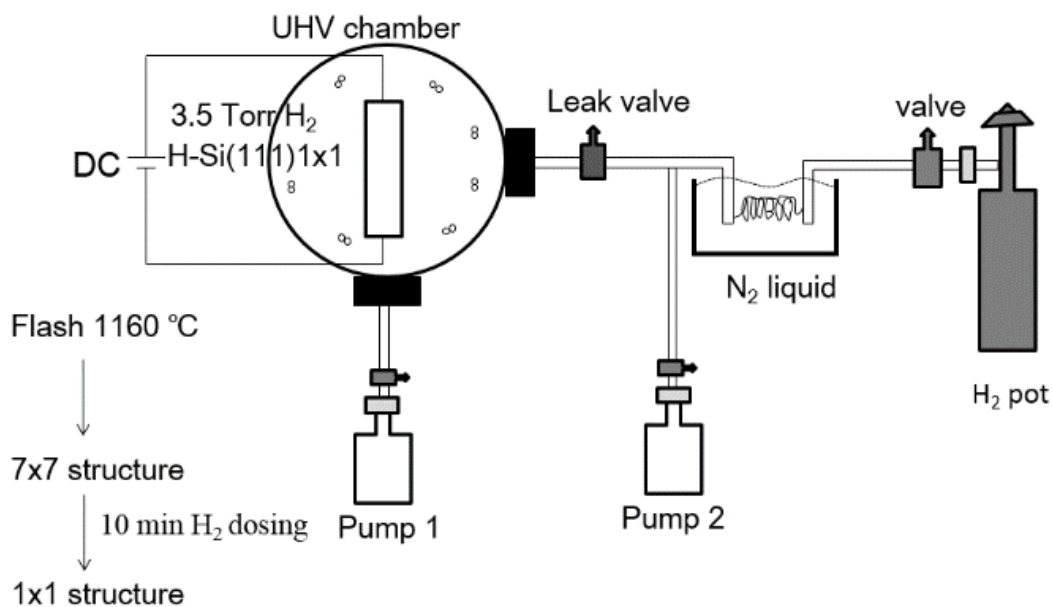 UHV chamber
3.5 Torr H₂
H-Si(111)1x1
DC
Leak valve
valve
N₂ liquid
H₂ pot
Flash 1160 ℃
7x7 structure
10 min H₂ dosing
1x1 structure
Pump 1
Pump 2